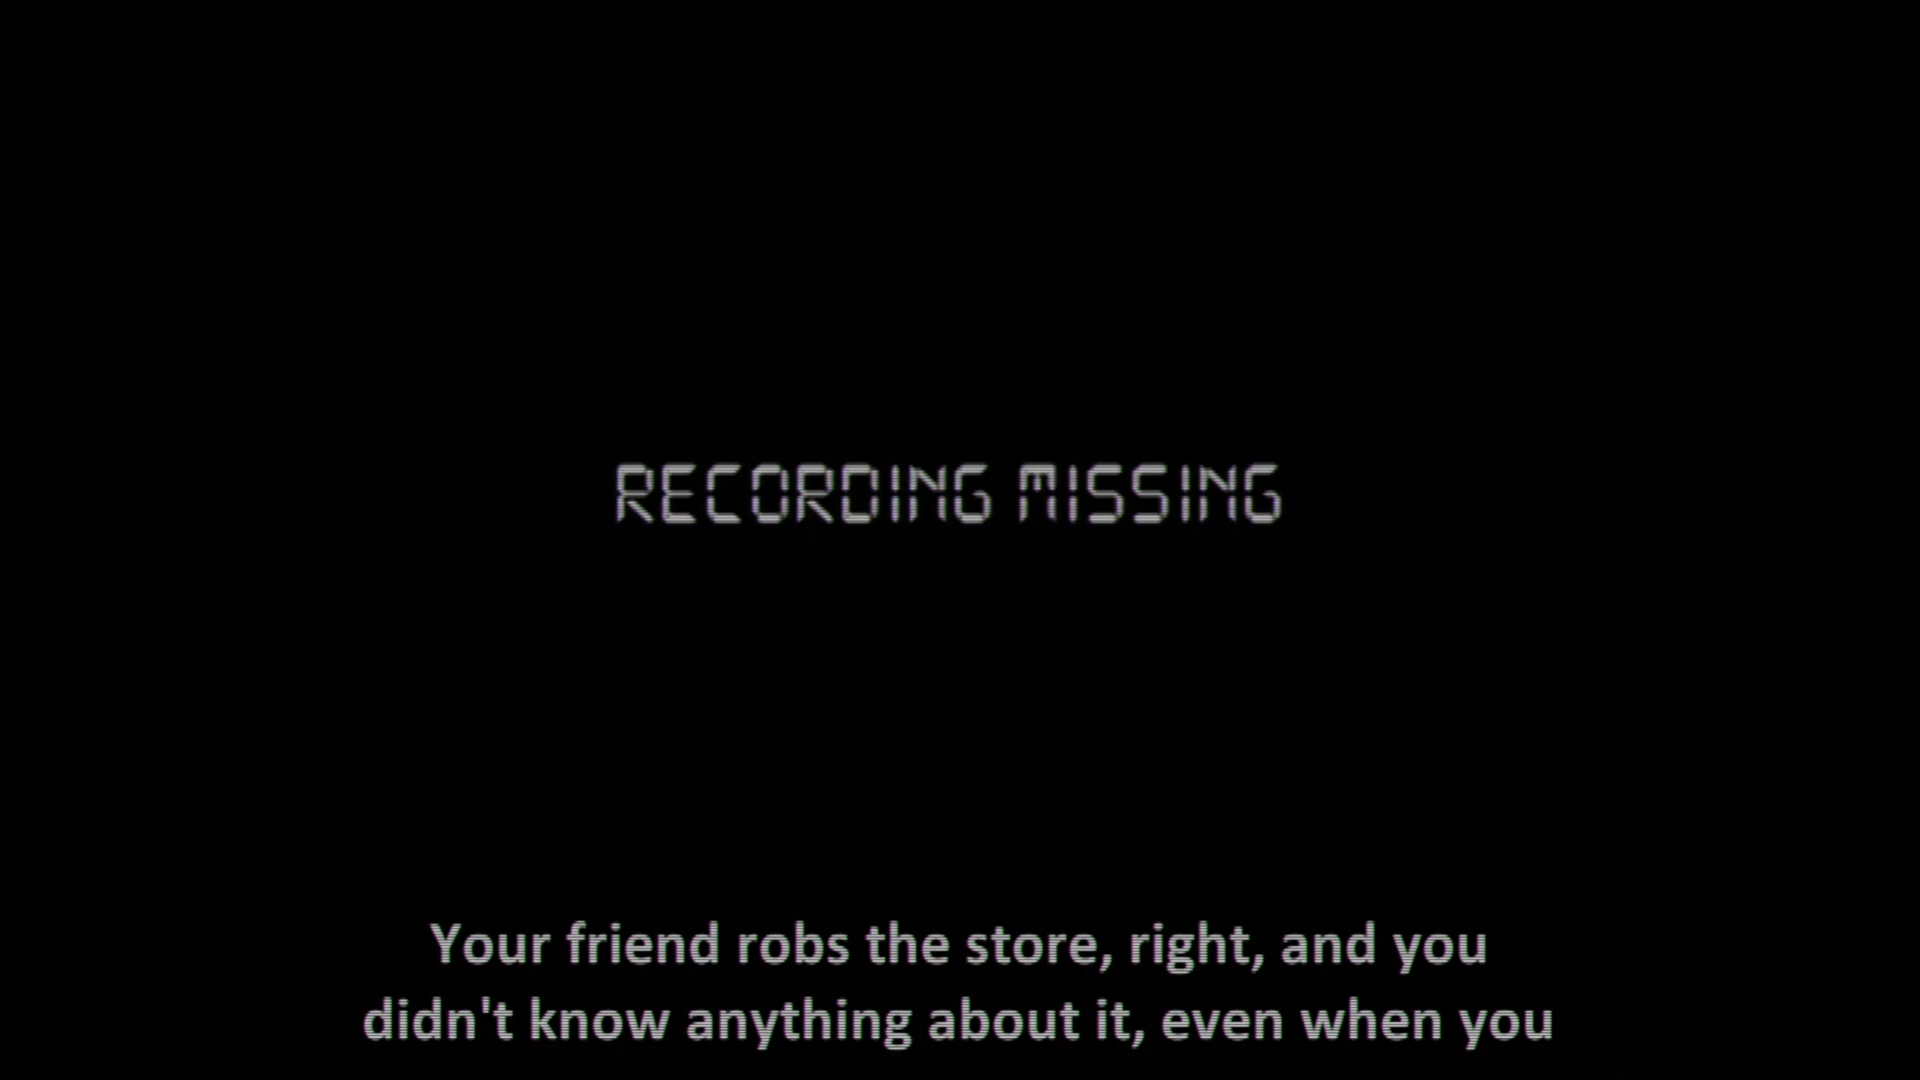 RECORDING MISSING
Your friend robs the store, right, and you
didn't know anything about it, even when you